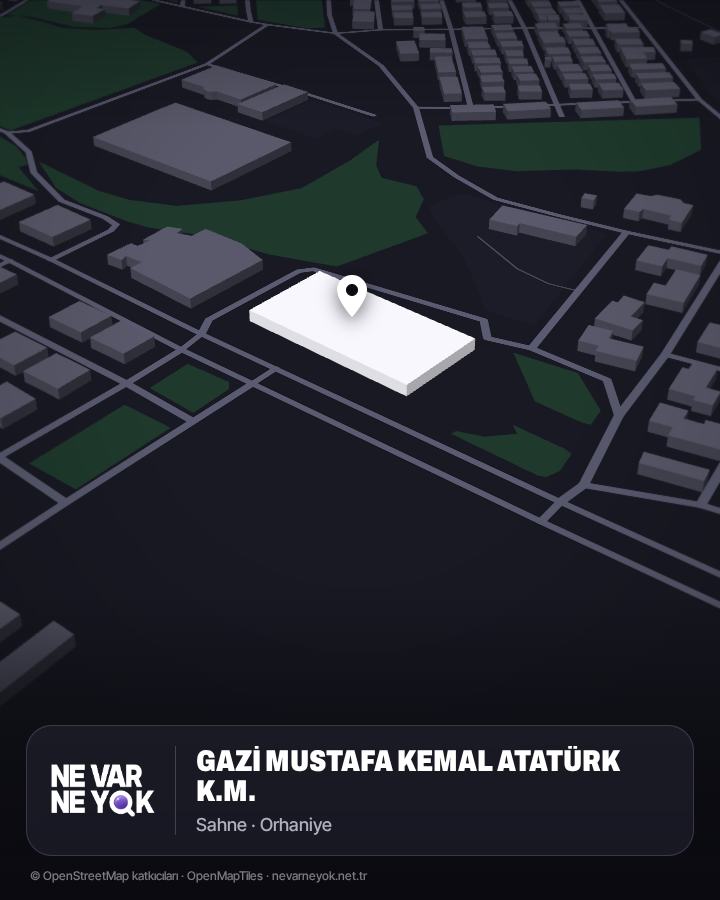 NE VAR
NE YOK
GAZİ MUSTAFA KEMAL ATATÜRK
K.M.
Sahne · Orhaniye
© OpenStreetMap katkıcıları · OpenMapTiles · nevarneyok.net.tr